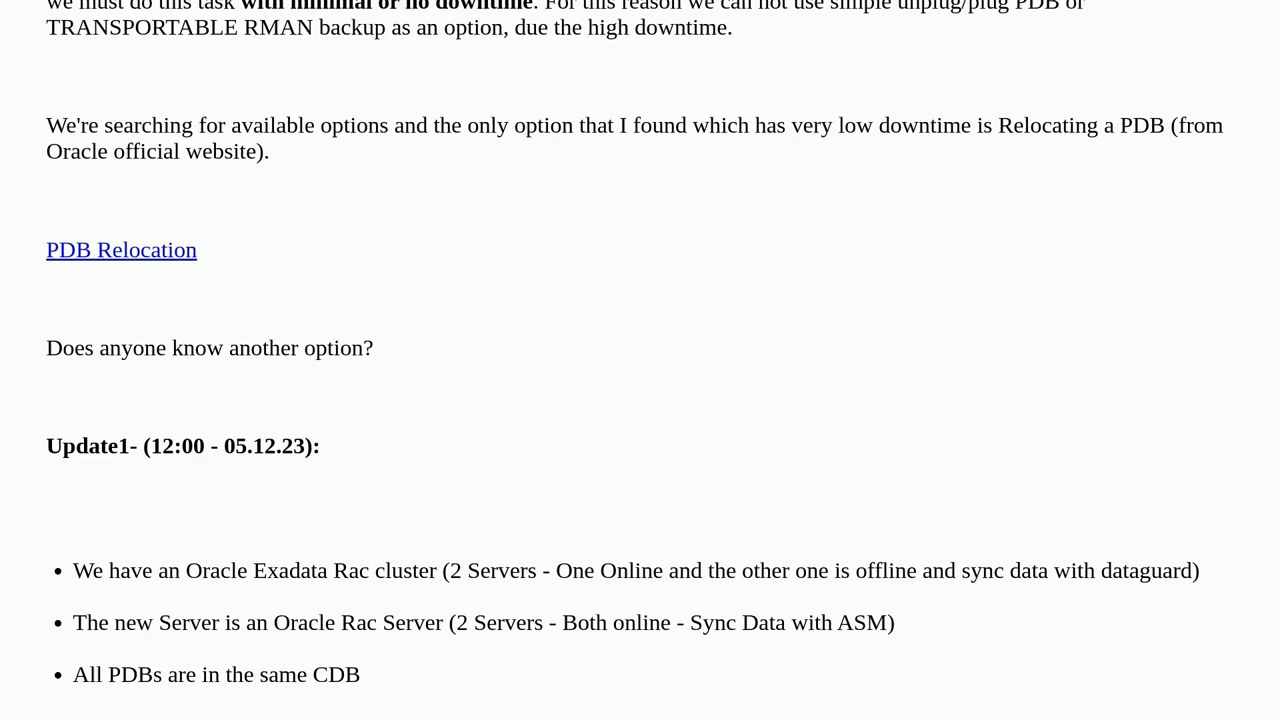 we must do this task with minimal or no downtime. For this reason we can not use simple unplug/plug PDB or
TRANSPORTABLE RMAN backup as an option, due the high downtime.
We're searching for available options and the only option that I found which has very low downtime is Relocating a PDB (from
Oracle official website).
PDB Relocation
Does anyone know another option?
Update1- (12:00 - 05.12.23):
• We have an Oracle Exadata Rac cluster (2 Servers - One Online and the other one is offline and sync data with dataguard)
• The new Server is an Oracle Rac Server (2 Servers - Both online - Sync Data with ASM)
• All PDBs are in the same CDB